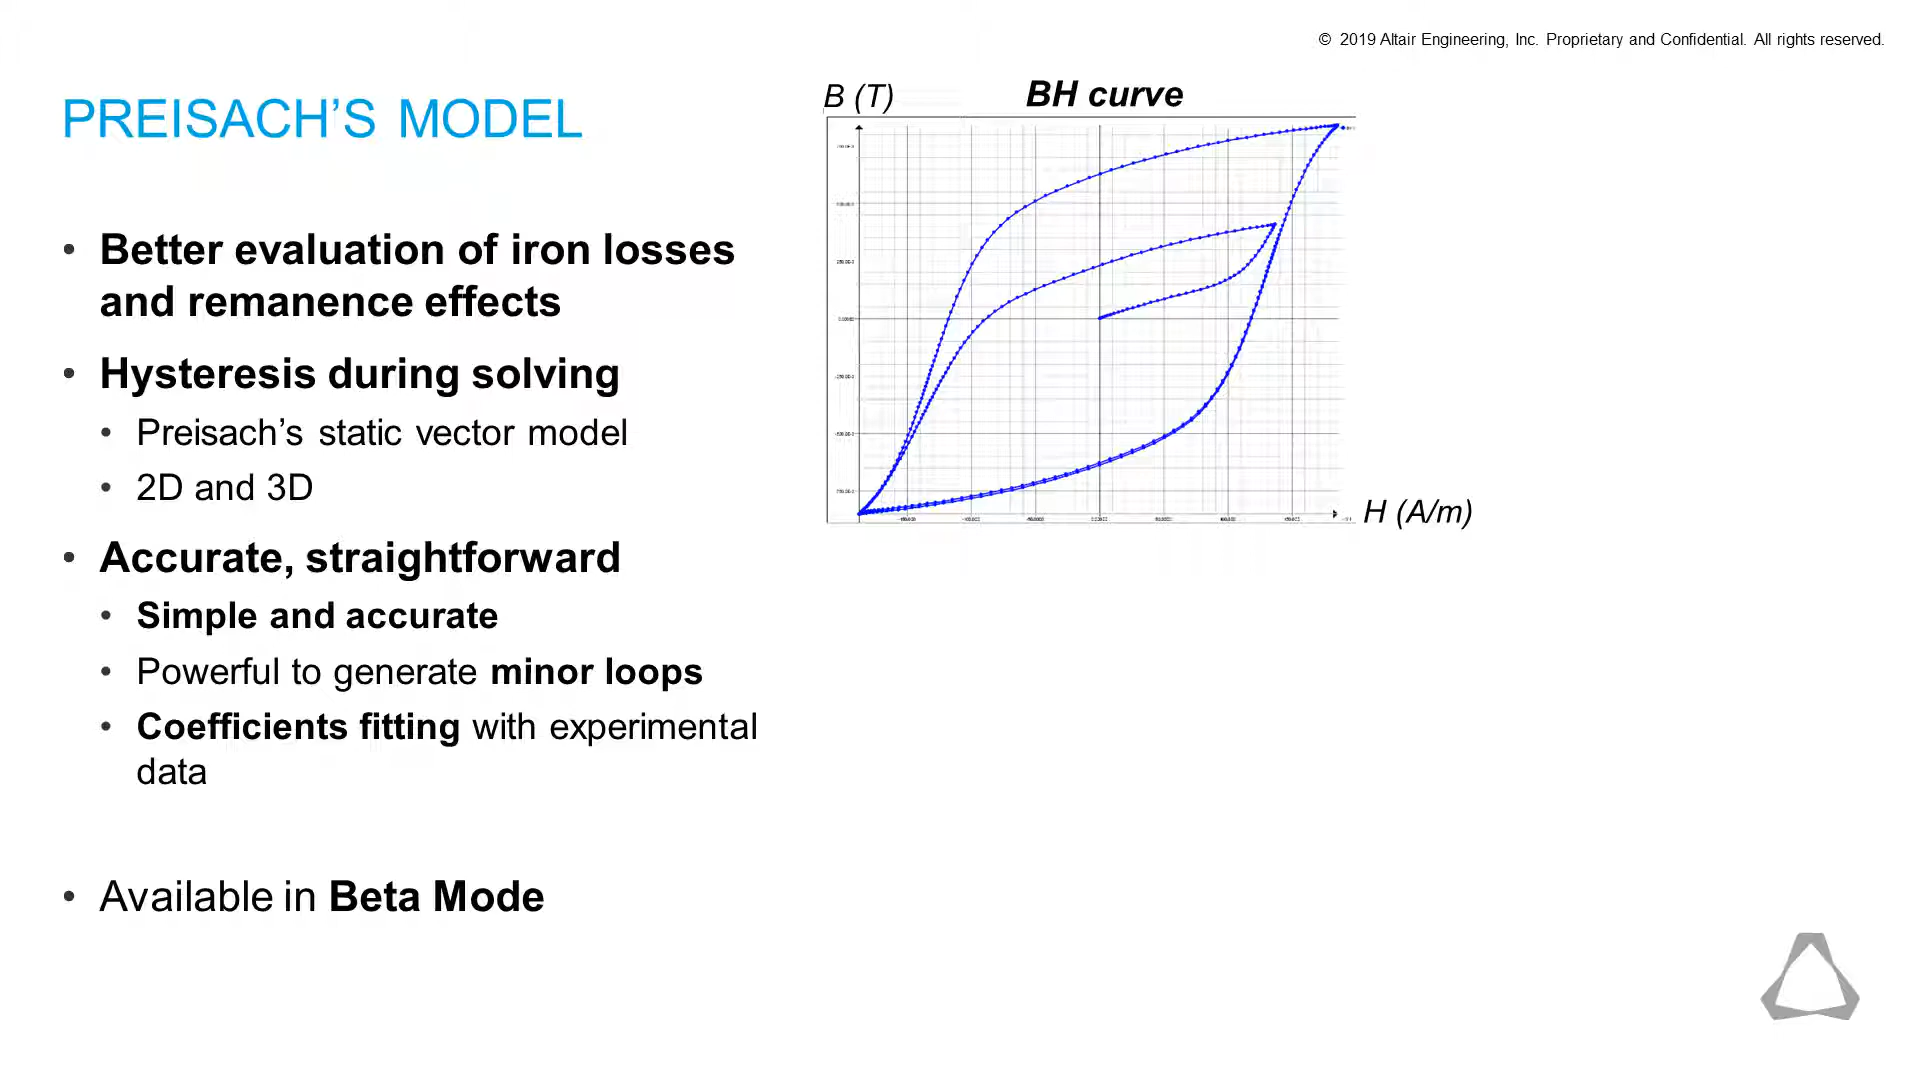 © 2019 Altair Engineering, Inc. Proprietary and Confidential. All rights reserved.
PREISACH’S MODEL
• Better evaluation of iron losses
and remanence effects
• Hysteresis during solving
• Preisach’s static vector model
• 2D and 3D
• Accurate, straightforward
• Simple and accurate
• Powerful to generate minor loops
• Coefficients fitting with experimental
data
• Available in Beta Mode
B (T)
BH curve
H (A/m)